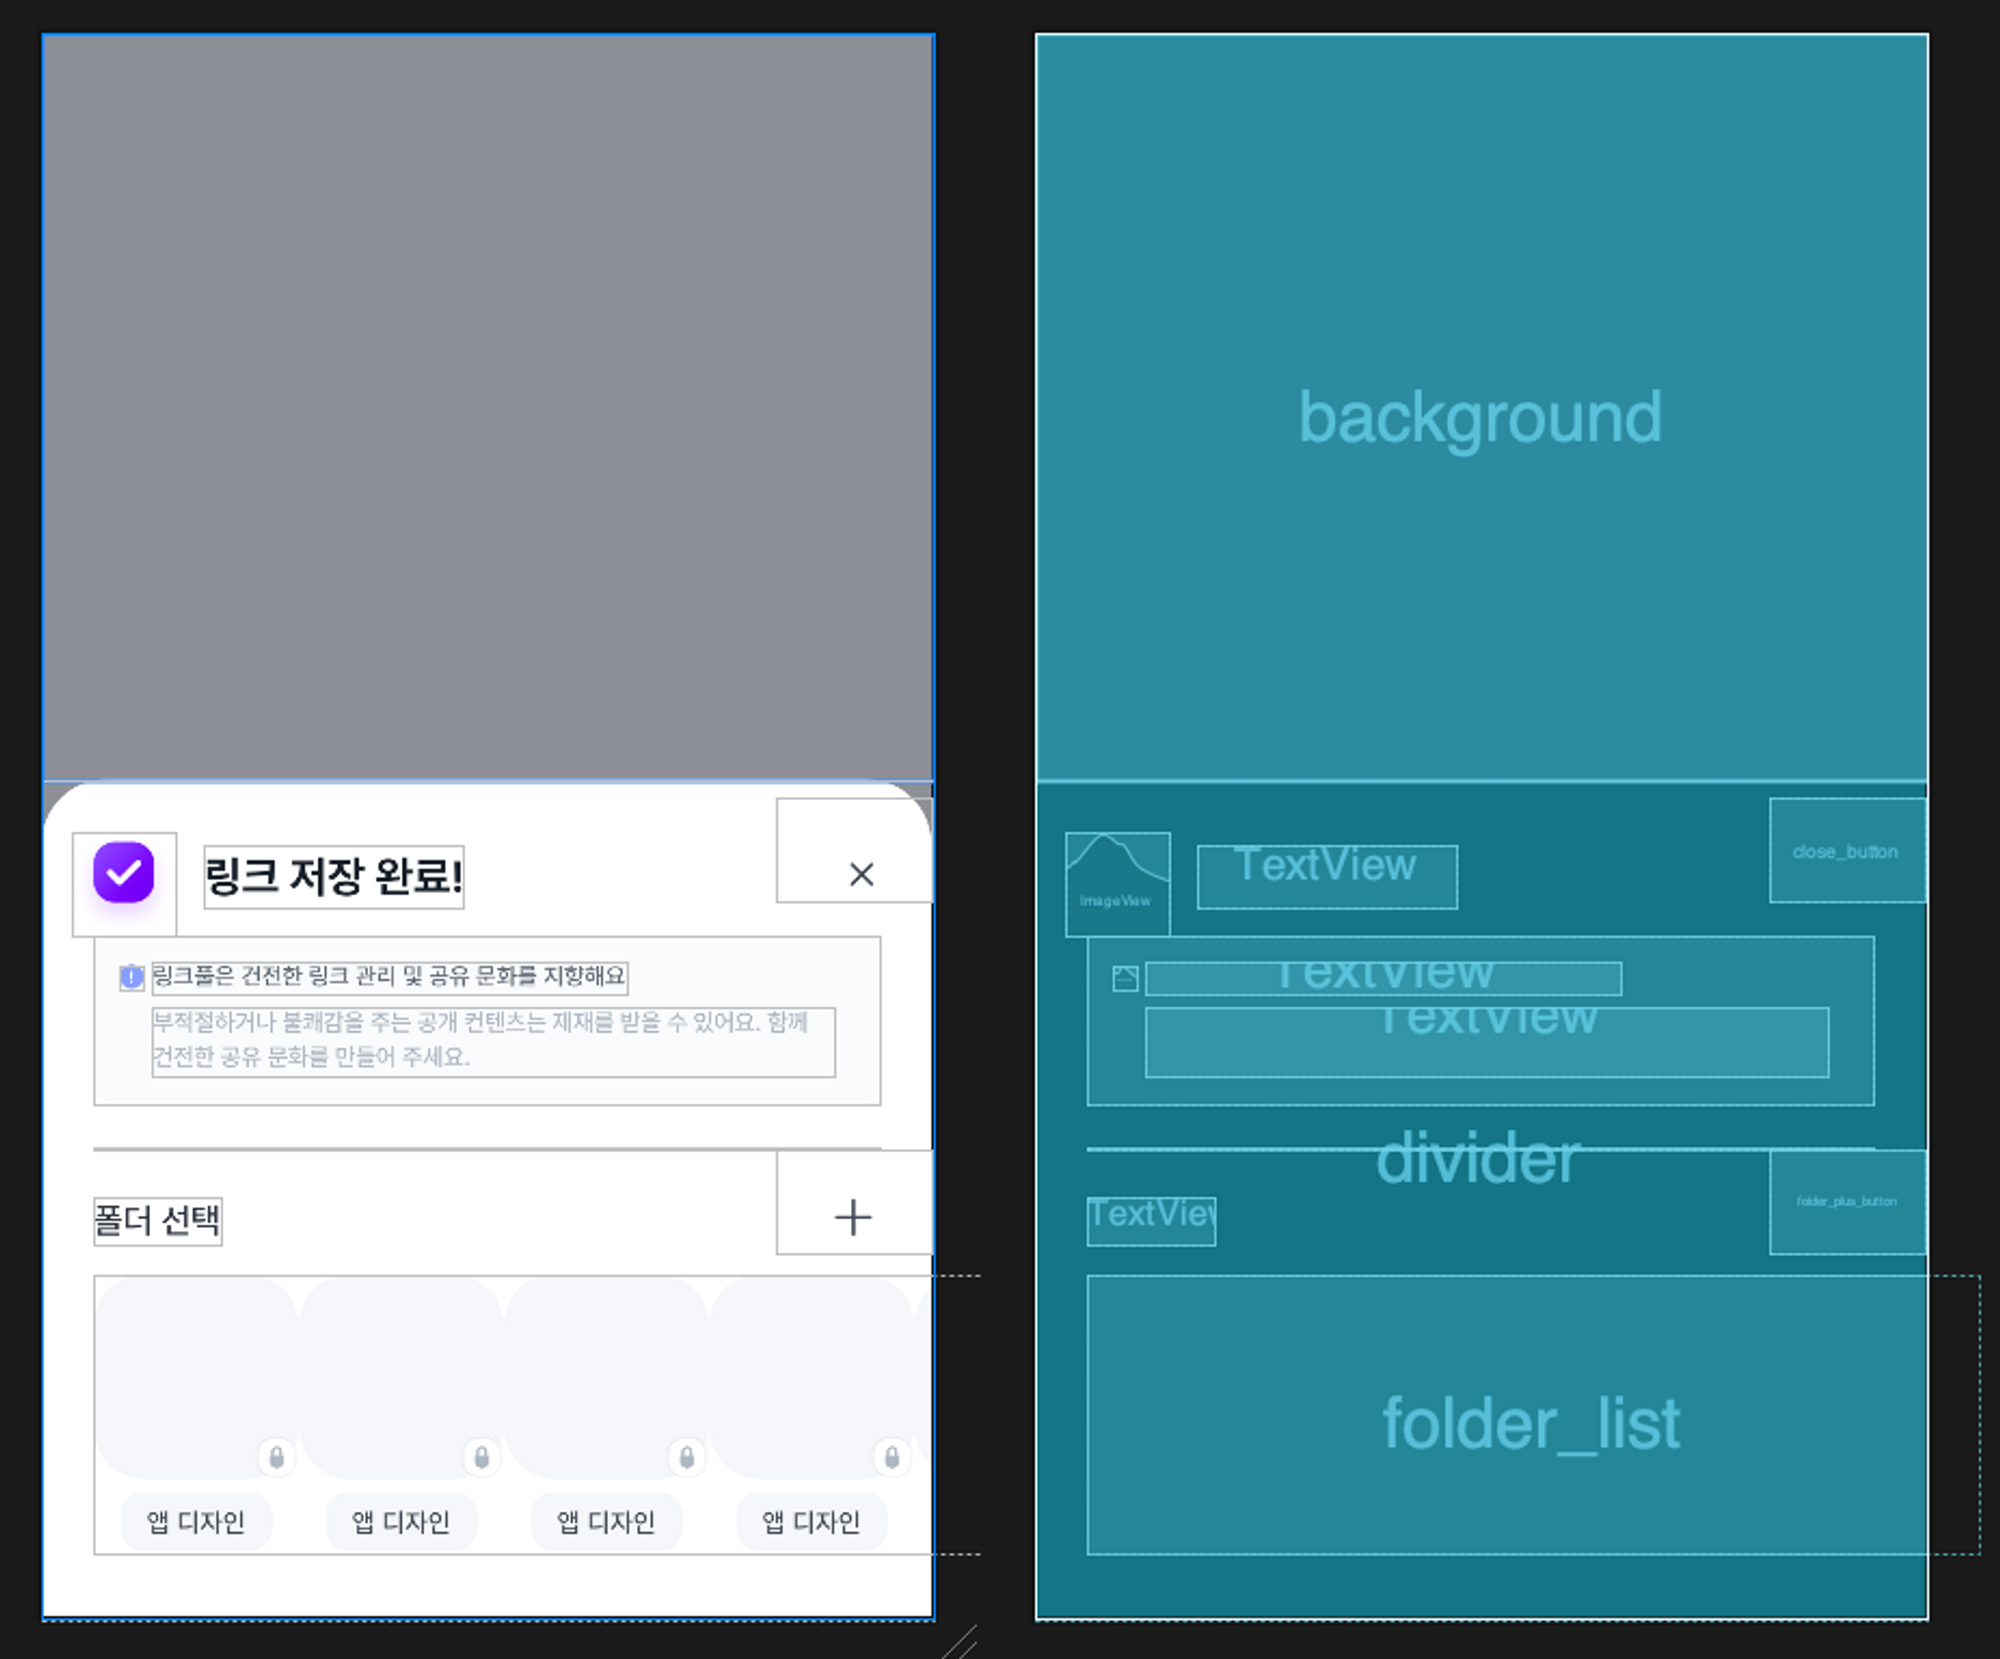 링크 저장 완료!
링크풀은 건전한 링크 관리 및 공유 문화를 지향해요
부적절하거나 불쾌감을 주는 공개 컨텐츠는 제재를 받을 수 있어요. 함께
건전한 공유 문화를 만들어 주세요.
폴더 선택
앱 디자인 앱 디자인 앱 디자인 앱 디자인
background
close_button
TextView
ImageView
TextView
TextView
divider
folder_plus_button
TextView
folder_list